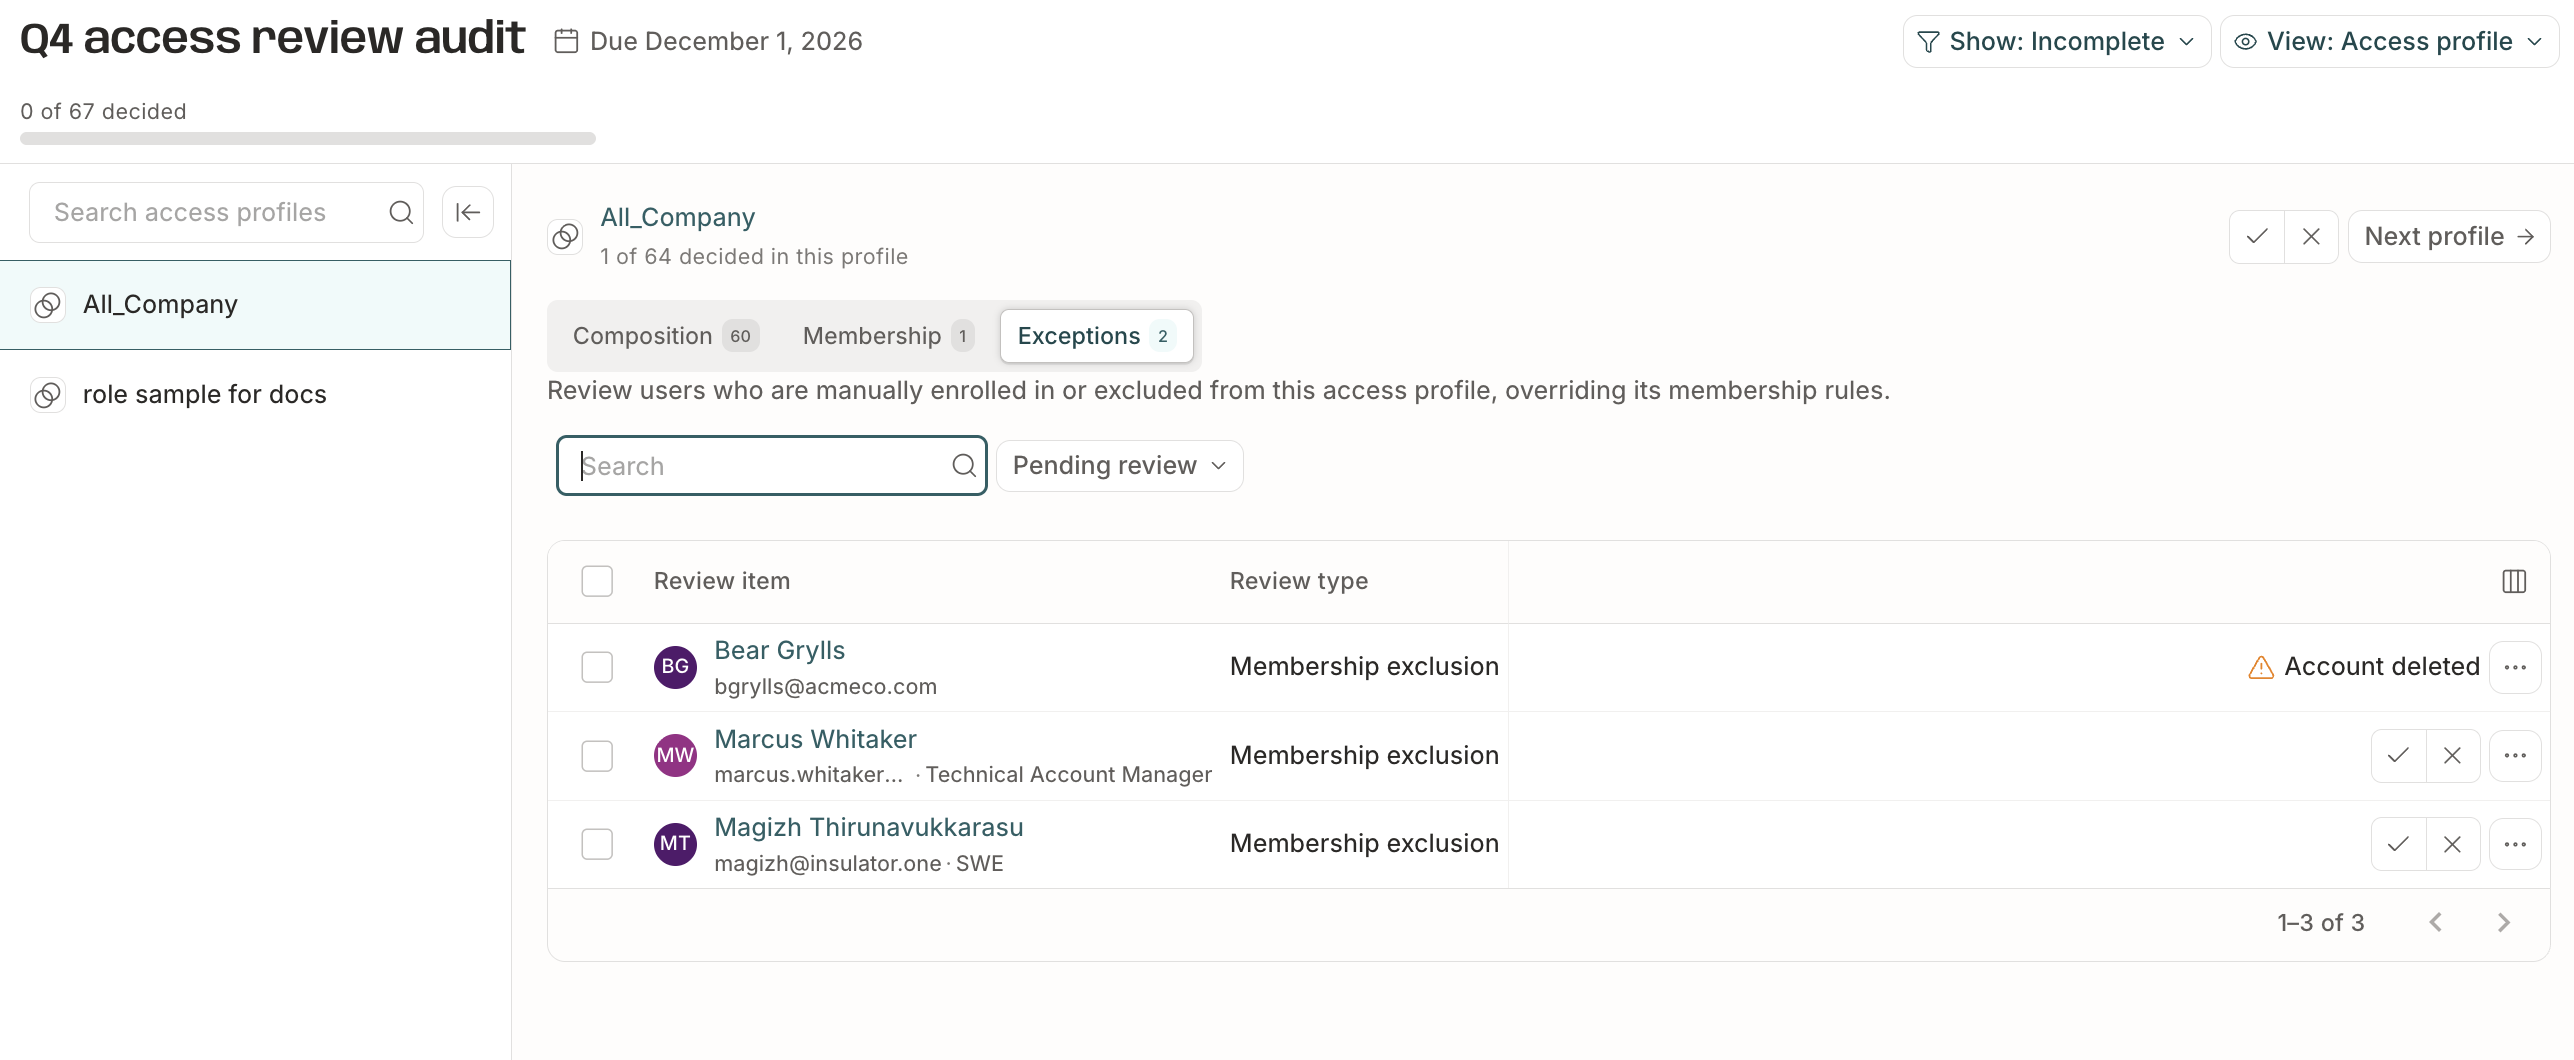 Q4 access review audit
Due December 1, 2026
Show: Incomplete
View: Access profile
0 of 67 decided
Search access profiles
All_Company
role sample for docs
All_Company
1 of 64 decided in this profile
Next profile
Composition 60
Membership 1
Exceptions 2
Review users who are manually enrolled in or excluded from this access profile, overriding its membership rules.
Search
Pending review
Review item
Review type
BG
Bear Grylls
bgrylls@acmeco.com
Membership exclusion
Account deleted
MW
Marcus Whitaker
marcus.whitaker... · Technical Account Manager
Membership exclusion
MT
Magizh Thirunavukkarasu
magizh@insulator.one · SWE
Membership exclusion
1–3 of 3